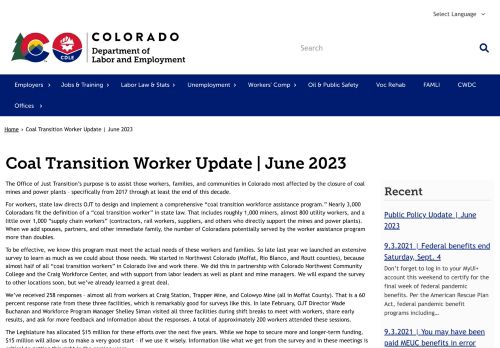 Select Language
COLORADO
Department of
Labor and Employment
CDLE
Search
Employers
Jobs & Training
Labor Law & Stats
Unemployment
Workers' Comp
Oil & Public Safety
Voc Rehab
FAMLI
CWDC
Offices
Home › Coal Transition Worker Update | June 2023
Coal Transition Worker Update | June 2023
The Office of Just Transition's purpose is to assist those workers, families, and communities in Colorado most affected by the closure of coal
mines and power plants – specifically from 2017 through at least the end of this decade.
For workers, state law directs OJT to design and implement a comprehensive “coal transition workforce assistance program.” Nearly 3,000
Coloradans fit the definition of a “coal transition worker” in state law. That includes roughly 1,000 miners, almost 800 utility workers, and a
little over 1,000 “supply chain workers” (contractors, rail workers, suppliers, and others who directly support the mines and power plants).
When we add spouses, partners, and other immediate family, the number of Coloradans potentially served by the worker assistance program
more than doubles.
To be effective, we know this program must meet the actual needs of these workers and families. So late last year we launched an extensive
survey to learn as much as we could about those needs. We started in Northwest Colorado (Moffat, Rio Blanco, and Routt counties), because
almost half of all “coal transition workers” in Colorado live and work there. We did this in partnership with Colorado Northwest Community
College and the Craig Workforce Center, and with support from labor leaders as well as plant and mine managers. We will expand the survey
to other locations soon, but we've already learned a great deal.
We've received 258 responses – almost all from workers at Craig Station, Trapper Mine, and Colowyo Mine (all in Moffat County). That is a 60
percent response rate from these three facilities, which is remarkably good for surveys like this. In late February, OJT Director Wade
Buchanan and Workforce Program Manager Shelley Siman visited all three facilities during shift breaks to meet with workers, share early
results, and ask for more feedback and information about the responses. A total of approximately 200 workers attended these sessions.
The Legislature has allocated $15 million for these efforts over the next five years. While we hope to secure more and longer-term funding,
$15 million will allow us to make a very good start – if we use it wisely. Information like what we get from the survey and in these meetings is
Recent
Public Policy Update | June
2023
9.3.2021 | Federal benefits end
Saturday, Sept. 4
Don't forget to log in to your MyUI+
account this weekend to certify for the
final week of federal pandemic
benefits. Per the American Rescue Plan
Act, federal pandemic benefit
programs including...
9.3.2021 | You may have been
paid MEUC benefits in error